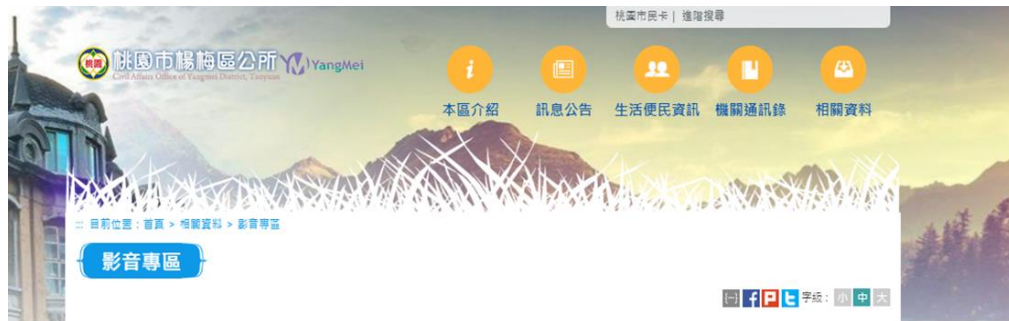 桃園市民卡 | 進階搜尋
桃園
桃園市楊梅區公所 YangMei
Civil Affairs Office of Yangmei District, Taoyuan
本區介紹 訊息公告 生活便民資訊 機關通訊錄 相關資料
::: 目前位置：首頁 > 相關資料 > 影音專區
影音專區
字級： 小 中 大